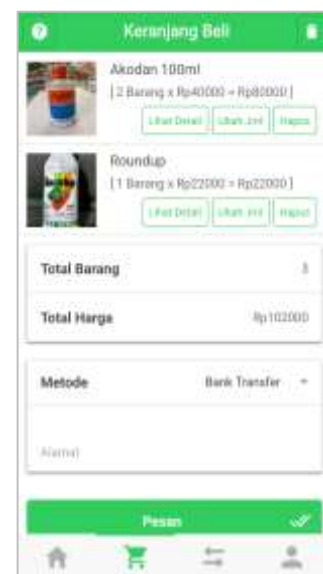 Keranjang Beli
Akodan 100ml
[ 2 Barang x Rp40000 = Rp80000 ]
Lihat Detail Ubah Jml Hapus
Roundup
[ 1 Barang x Rp22000 = Rp22000 ]
Lihat Detail Ubah Jml Hapus
Total Barang 3
Total Harga Rp102000
Metode Bank Transfer
Alamat
Pesan